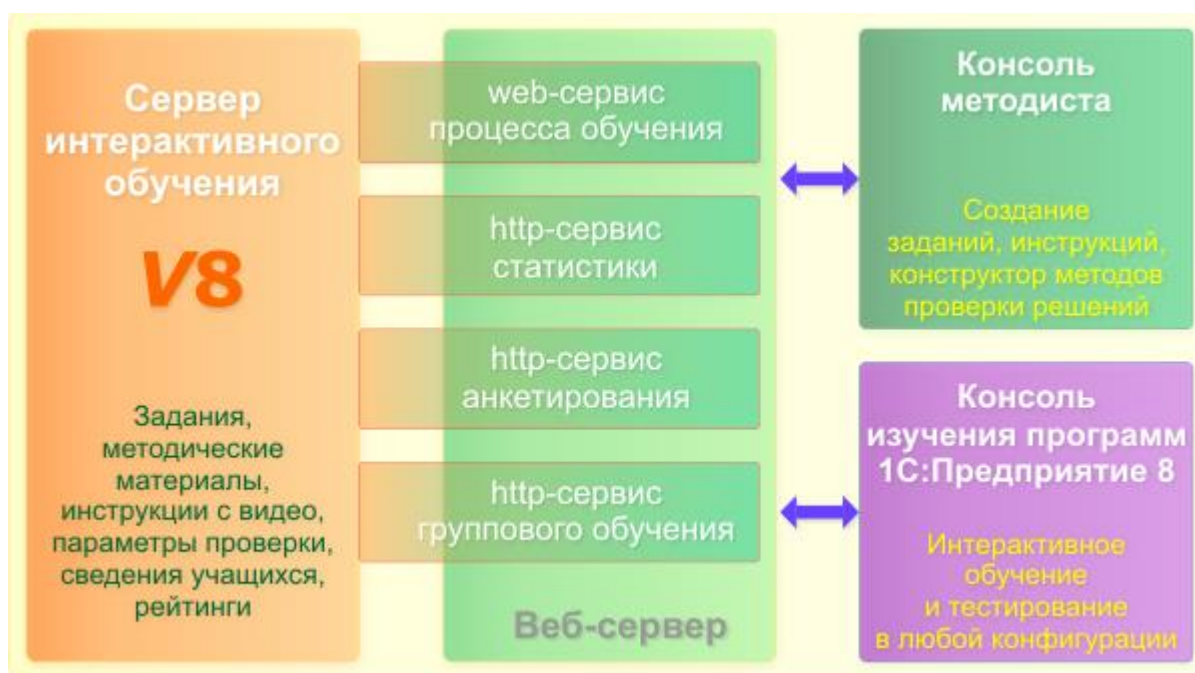 Сервер
интерактивного
обучения
V8
Задания,
методические
материалы,
инструкции с видео,
параметры проверки,
сведения учащихся,
рейтинги
web-сервис
процесса обучения
http-сервис
статистики
http-сервис
анкетирования
http-сервис
группового обучения
Веб-сервер
Консоль
методиста
Создание
заданий, инструкций,
конструктор методов
проверки решений
Консоль
изучения программ
1С:Предприятие 8
Интерактивное
обучение
и тестирование
в любой конфигурации